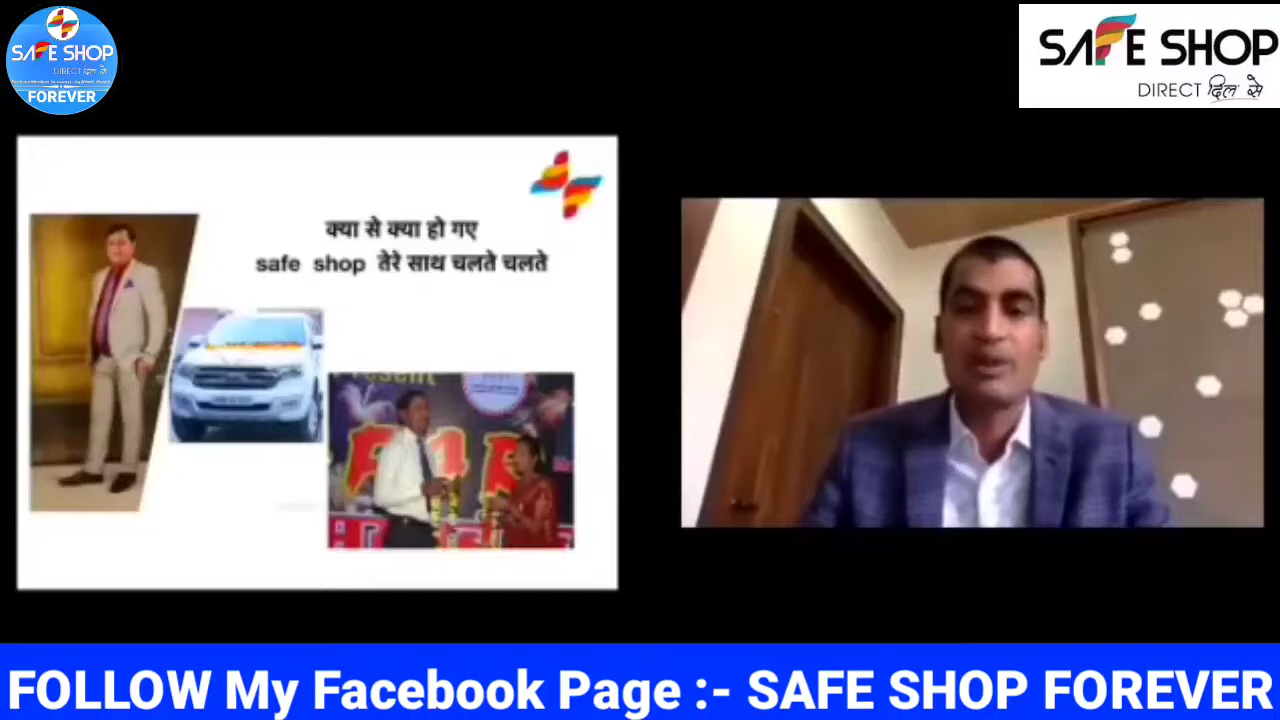 SAFE SHOP
DIRECT दिल से
FOREVER
SAFE SHOP
DIRECT दिल से
क्या से क्या हो गए
safe shop तेरे साथ चलते चलते
FOLLOW My Facebook Page :- SAFE SHOP FOREVER